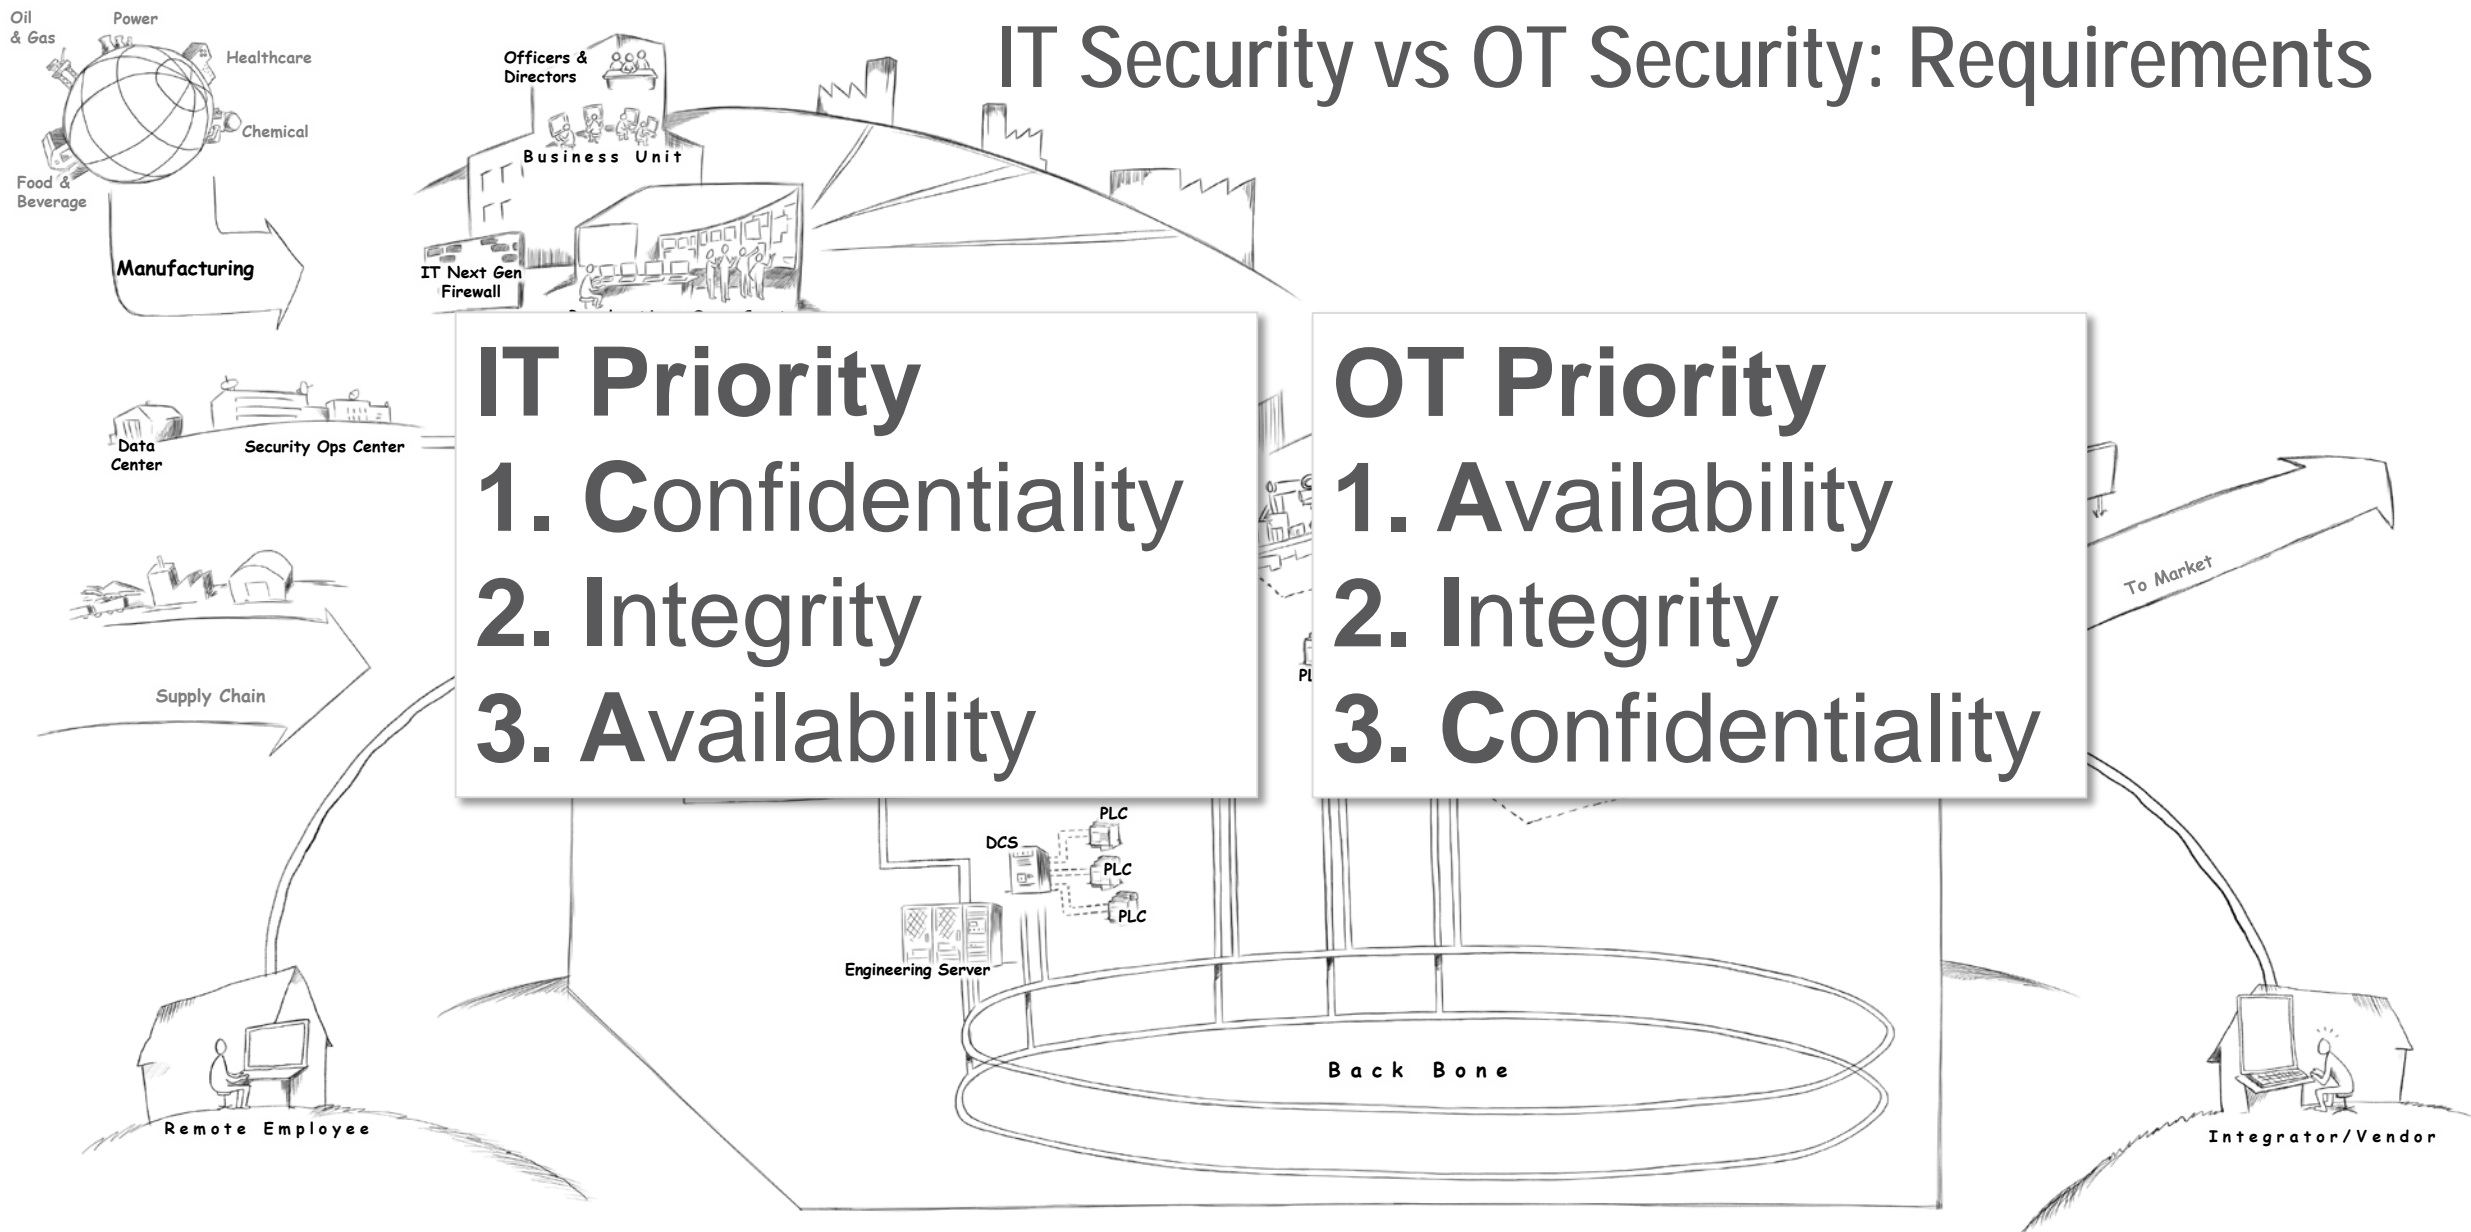 IT Security vs OT Security: Requirements
Oil
& Gas
Power
Healthcare
Chemical
Food &
Beverage
Manufacturing
Officers &
Directors
Business Unit
IT Next Gen
Firewall
Data
Center
Security Ops Center
Supply Chain
IT Priority
1. Confidentiality
2. Integrity
3. Availability
OT Priority
1. Availability
2. Integrity
3. Confidentiality
To Market
PLC
DCS
PLC
PLC
Engineering Server
Back Bone
Remote Employee
Integrator/Vendor